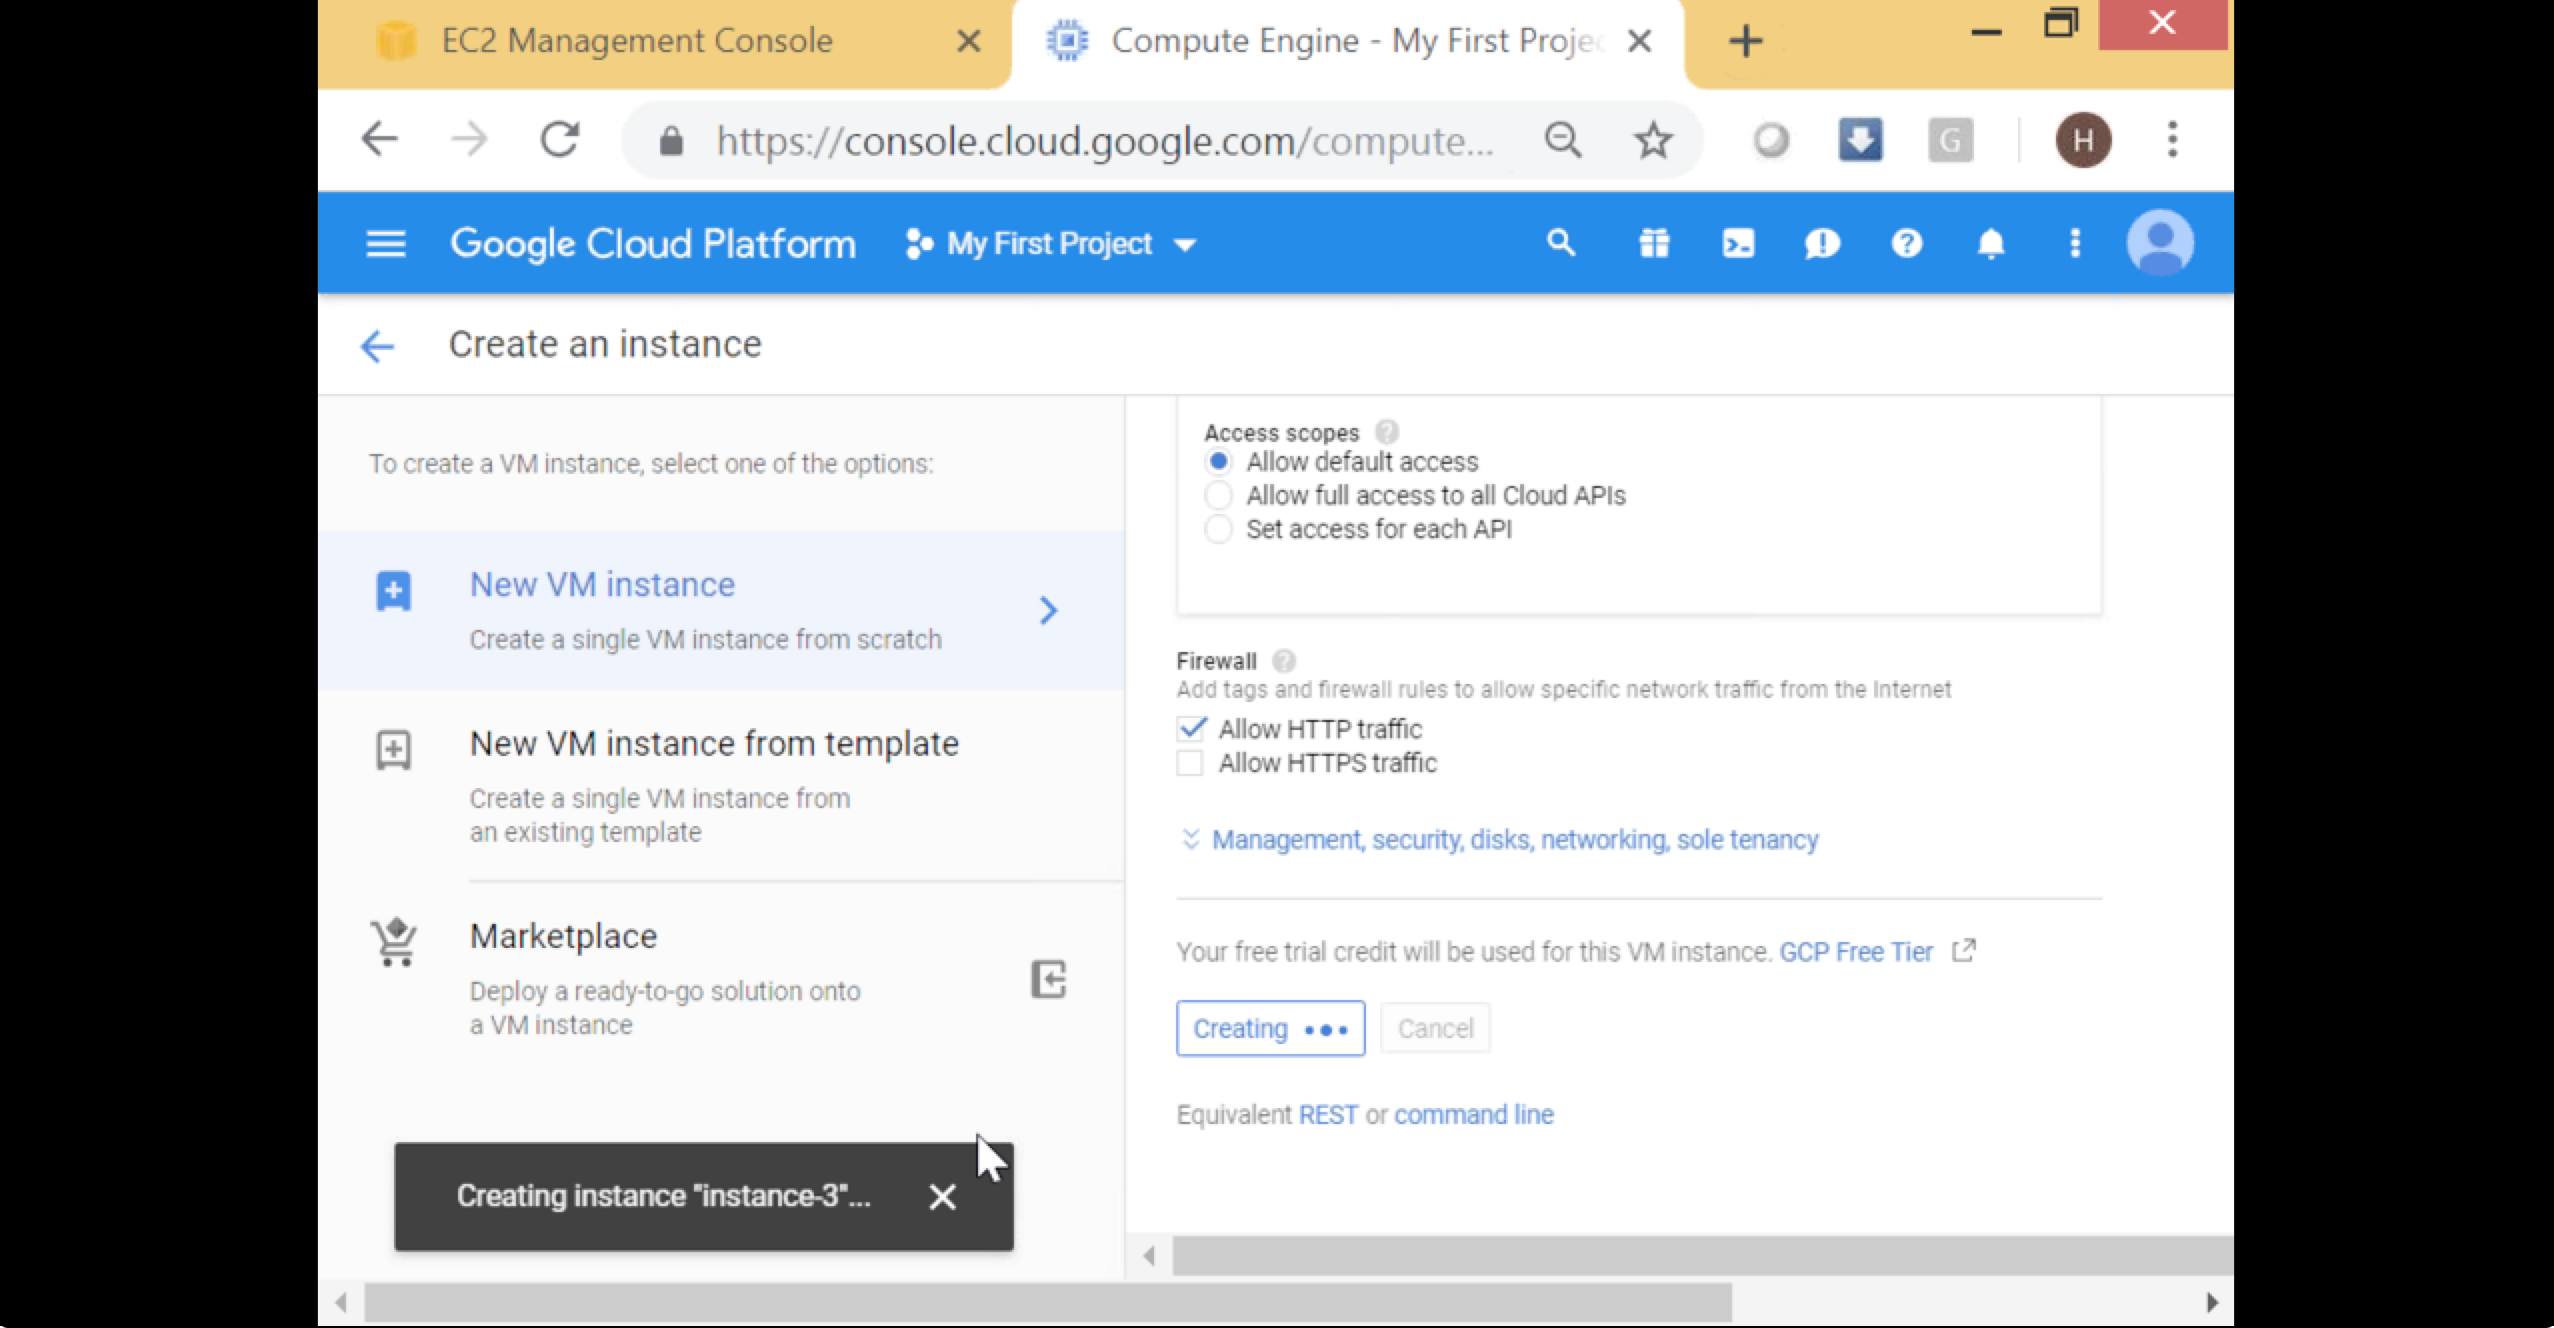 EC2 Management Console
Compute Engine - My First Projec
https://console.cloud.google.com/compute...
G
H
Google Cloud Platform
My First Project
Create an instance
To create a VM instance, select one of the options:
New VM instance
Create a single VM instance from scratch
New VM instance from template
Create a single VM instance from
an existing template
Marketplace
Deploy a ready-to-go solution onto
a VM instance
Creating instance "instance-3"...
Access scopes
Allow default access
Allow full access to all Cloud APIs
Set access for each API
Firewall
Add tags and firewall rules to allow specific network traffic from the Internet
Allow HTTP traffic
Allow HTTPS traffic
Management, security, disks, networking, sole tenancy
Your free trial credit will be used for this VM instance. GCP Free Tier
Creating
Cancel
Equivalent REST or command line